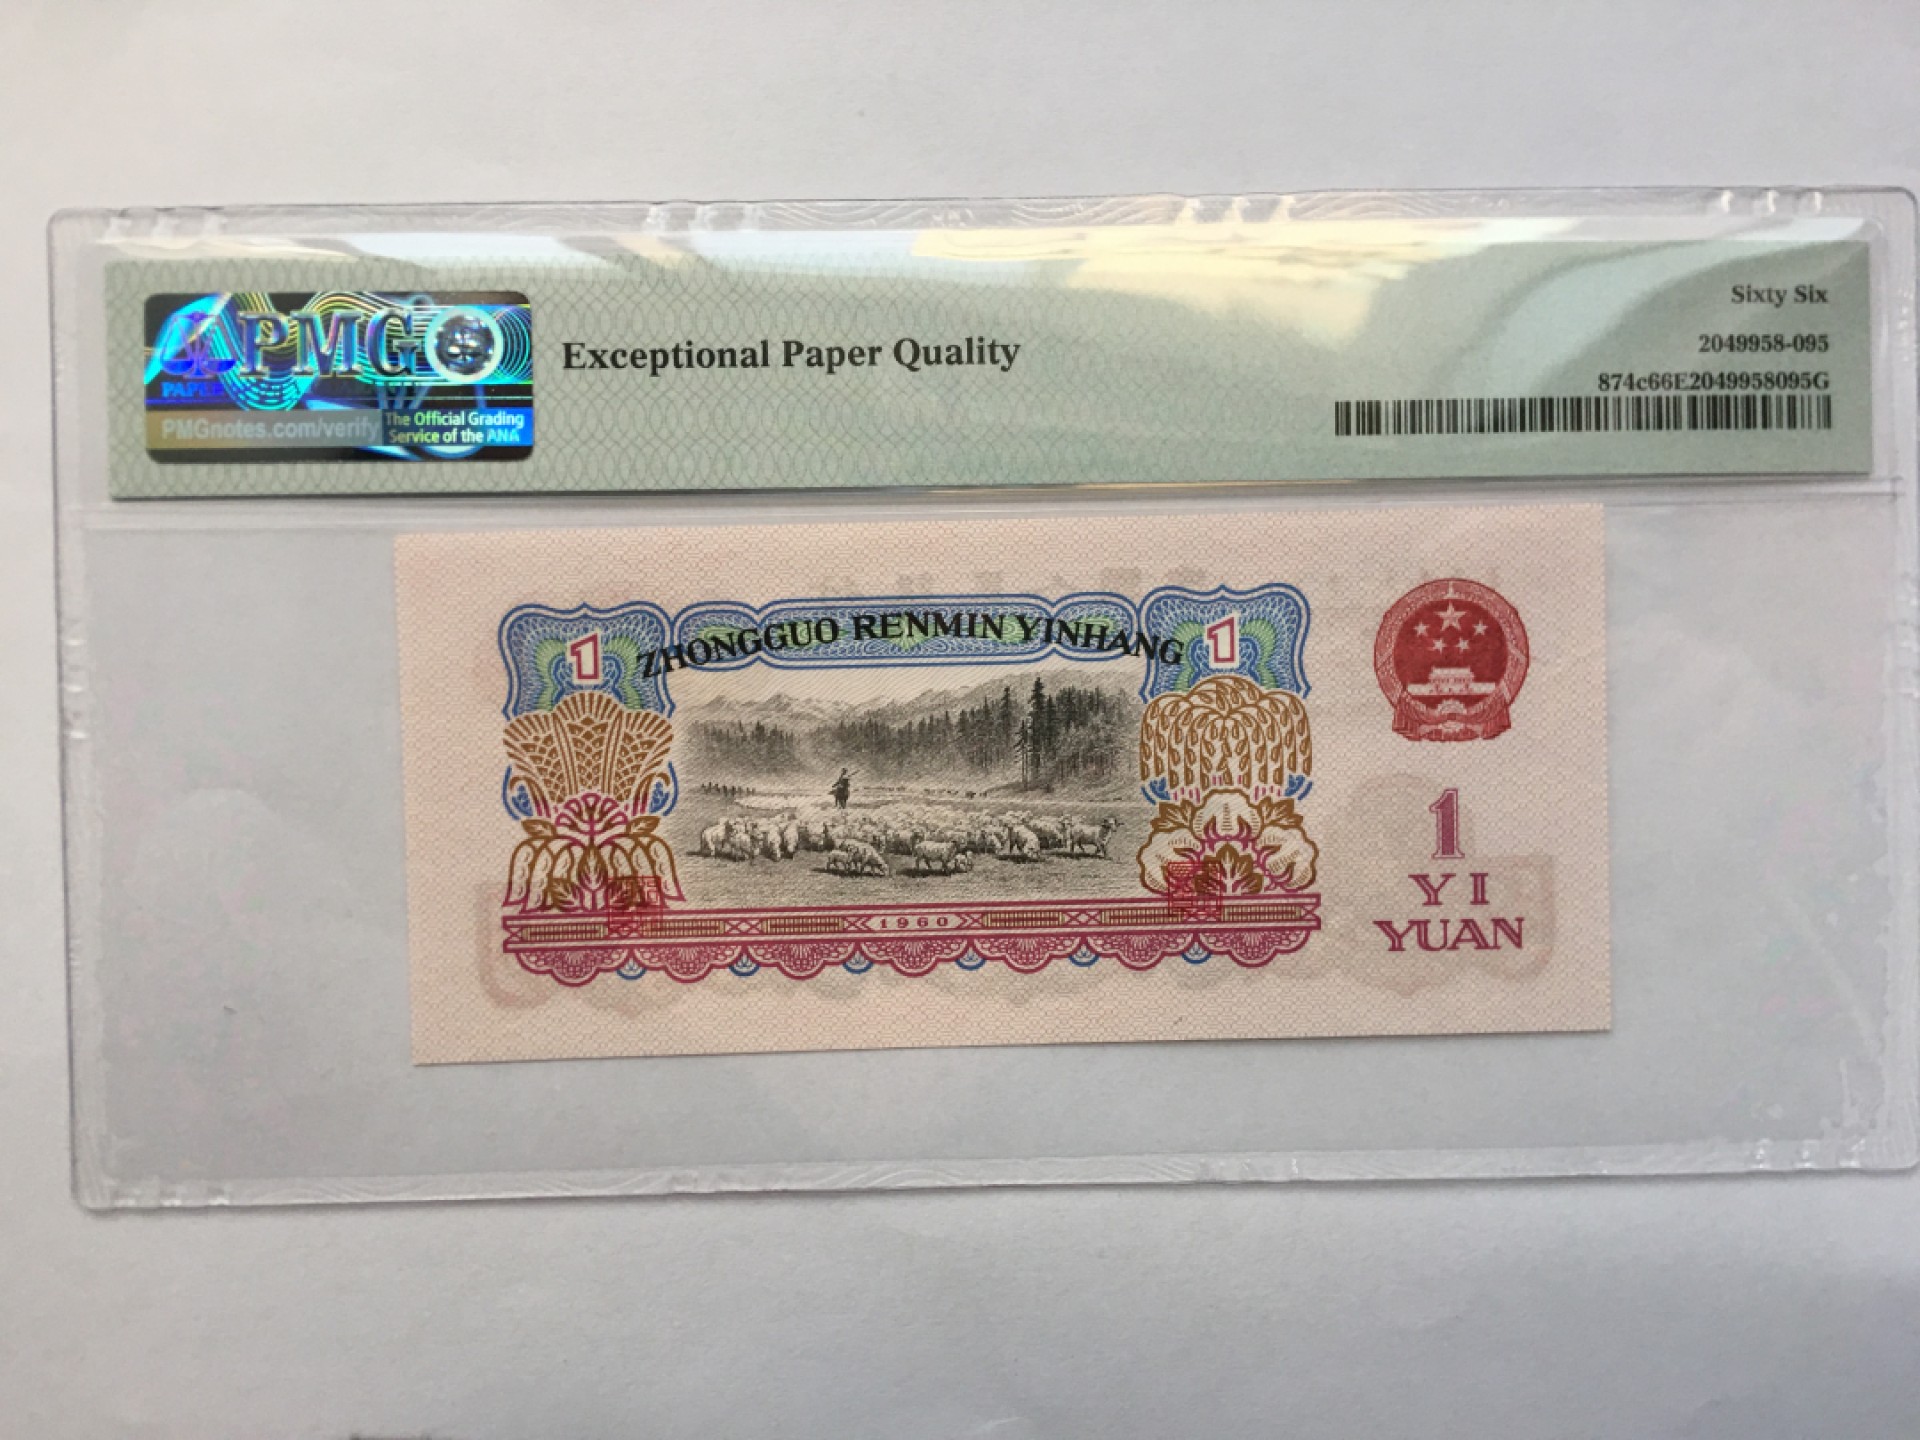 PMG
PAPER
PMGnotes.com/verify
The Official Grading
Service of the ANA
Exceptional Paper Quality
Sixty Six
2049958-095
874c66E2049958095G
1
ZHONGGUO RENMIN YINHANG
1
1960
1
YI
YUAN